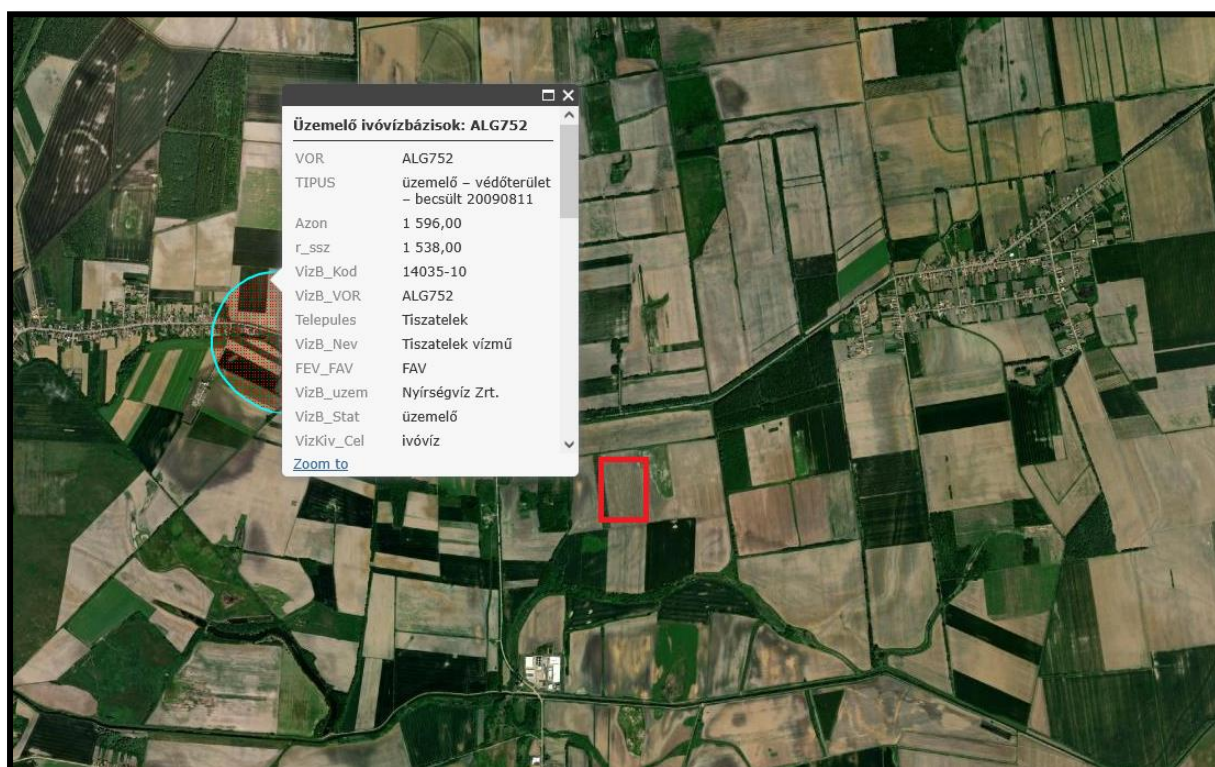 Üzemelő ivóvízbázisok: ALG752
VOR ALG752
TIPUS üzemelő – védőterület
– becsült 20090811
Azon 1 596,00
r_ssz 1 538,00
VizB_Kod 14035-10
VizB_VOR ALG752
Telepules Tiszatelek
VizB_Nev Tiszatelek vízmű
FEV_FAV FAV
VizB_uzem Nyírségvíz Zrt.
VizB_Stat üzemelő
VizKiv_Cel ivóvíz
Zoom to